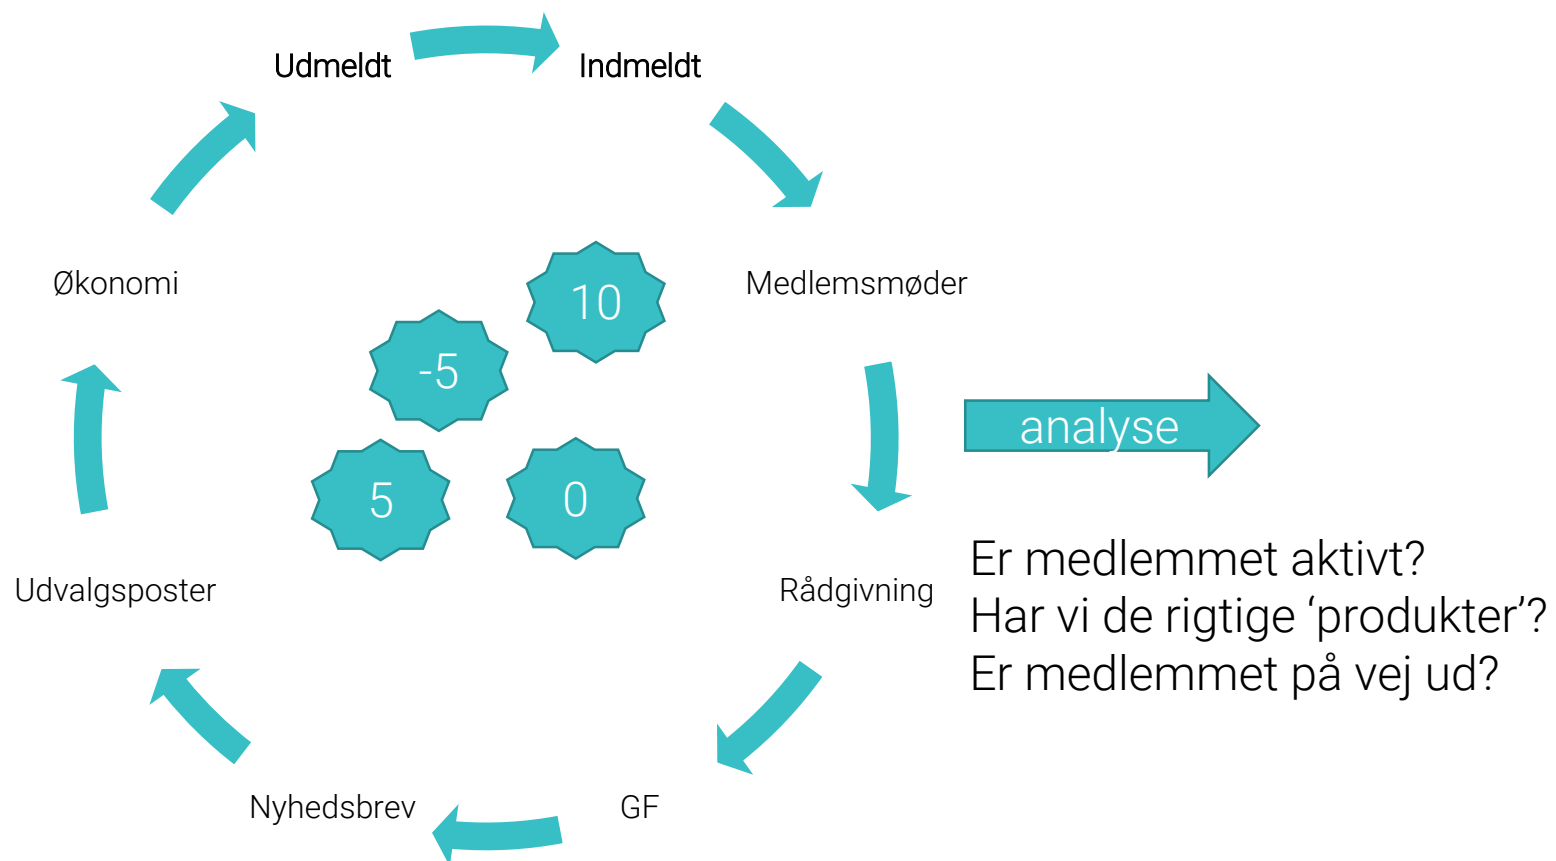 Udmeldt
Indmeldt
Medlemsmøder
Rådgivning
GF
Nyhedsbrev
Udvalgsposter
Økonomi
10
-5
5
0
analyse
Er medlemmet aktivt?
Har vi de rigtige ‘produkter’?
Er medlemmet på vej ud?